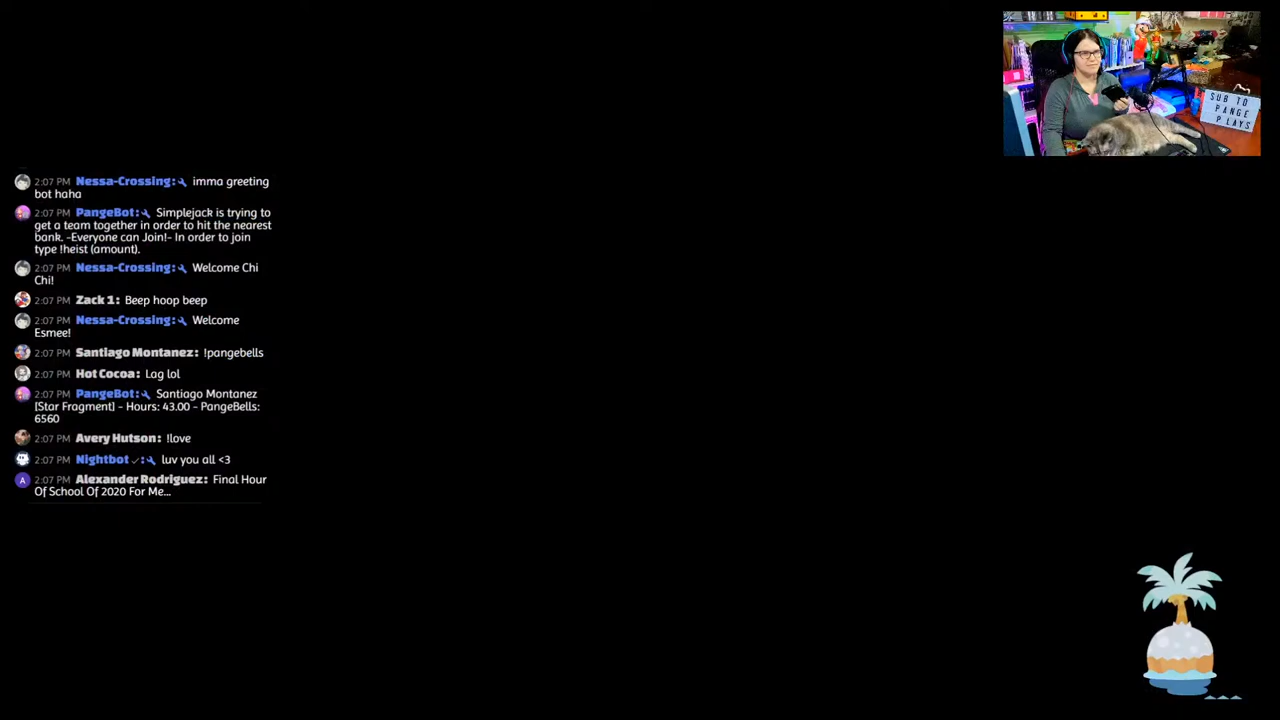 SUB TO
PANGE
PLAYS
2:07 PM Nessa-Crossing: imma greeting
bot haha
2:07 PM PangeBot: Simplejack is trying to
get a team together in order to hit the nearest
bank. -Everyone can Join!- In order to join
type !heist (amount).
2:07 PM Nessa-Crossing: Welcome Chi
Chi!
2:07 PM Zack 1: Beep hoop beep
2:07 PM Nessa-Crossing: Welcome
Esmee!
2:07 PM Santiago Montanez: !pangebells
2:07 PM Hot Cocoa: Lag lol
2:07 PM PangeBot: Santiago Montanez
[Star Fragment] - Hours: 43.00 - PangeBells:
6560
2:07 PM Avery Hutson: !love
2:07 PM Nightbot: luv you all <3
A 2:07 PM Alexander Rodriguez: Final Hour
Of School Of 2020 For Me...